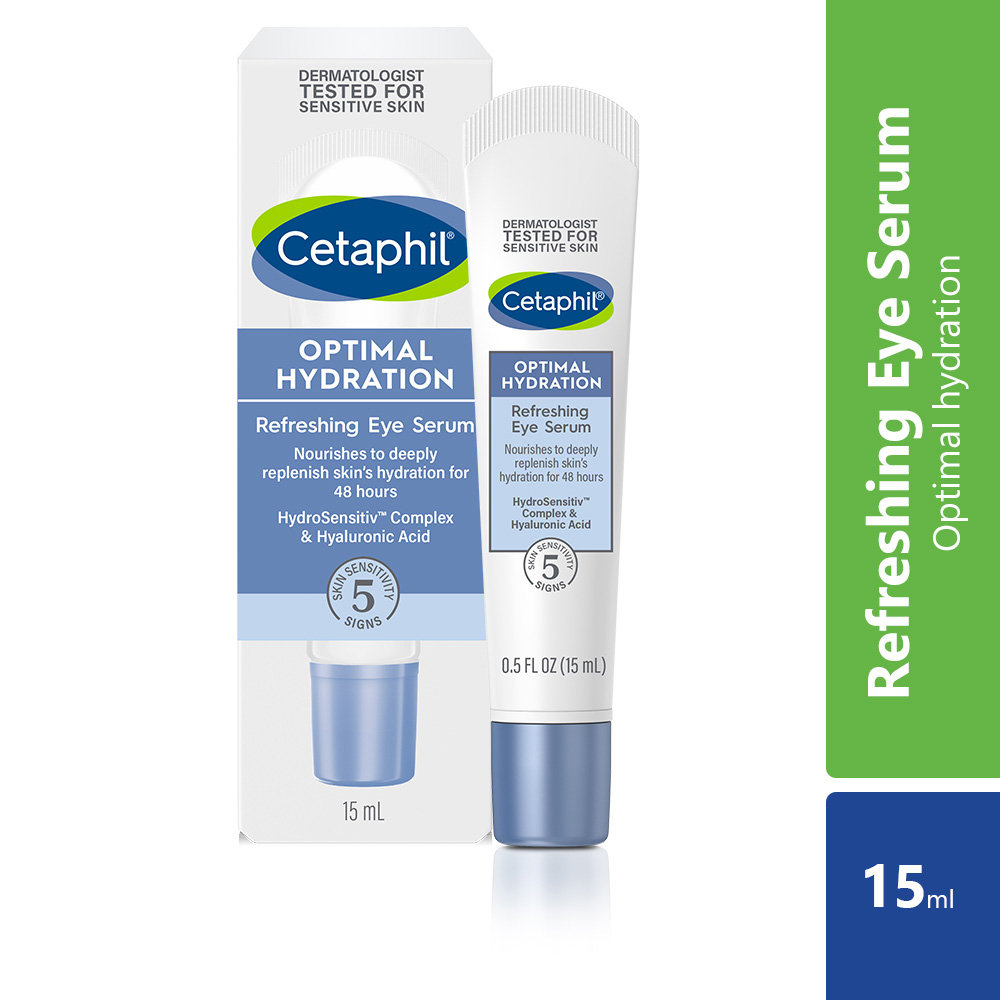 DERMATOLOGIST
TESTED FOR
SENSITIVE SKIN
Cetaphil®
OPTIMAL
HYDRATION
Refreshing Eye Serum
Nourishes to deeply
replenish skin's hydration for
48 hours
HydroSensitiv™ Complex
& Hyaluronic Acid
SKIN SENSITIVITY
5
SIGNS
15 mL
DERMATOLOGIST
TESTED FOR
SENSITIVE SKIN
Cetaphil®
OPTIMAL
HYDRATION
Refreshing
Eye Serum
Nourishes to deeply
replenish skin's
hydration for 48 hours
HydroSensitiv™
Complex &
Hyaluronic Acid
SKIN SENSITIVITY
5
SIGNS
0.5 FL OZ (15 mL)
Refreshing Eye Serum
Optimal hydration
15ml